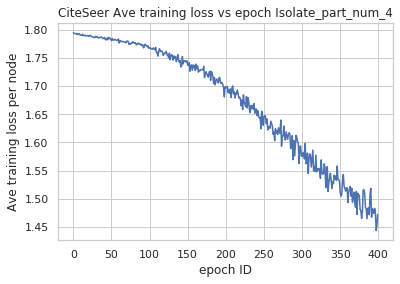 CiteSeer Ave training loss vs epoch Isolate_part_num_4
Ave training loss per node
1.80
1.75
1.70
1.65
1.60
1.55
1.50
1.45
0 50 100 150 200 250 300 350 400
epoch ID